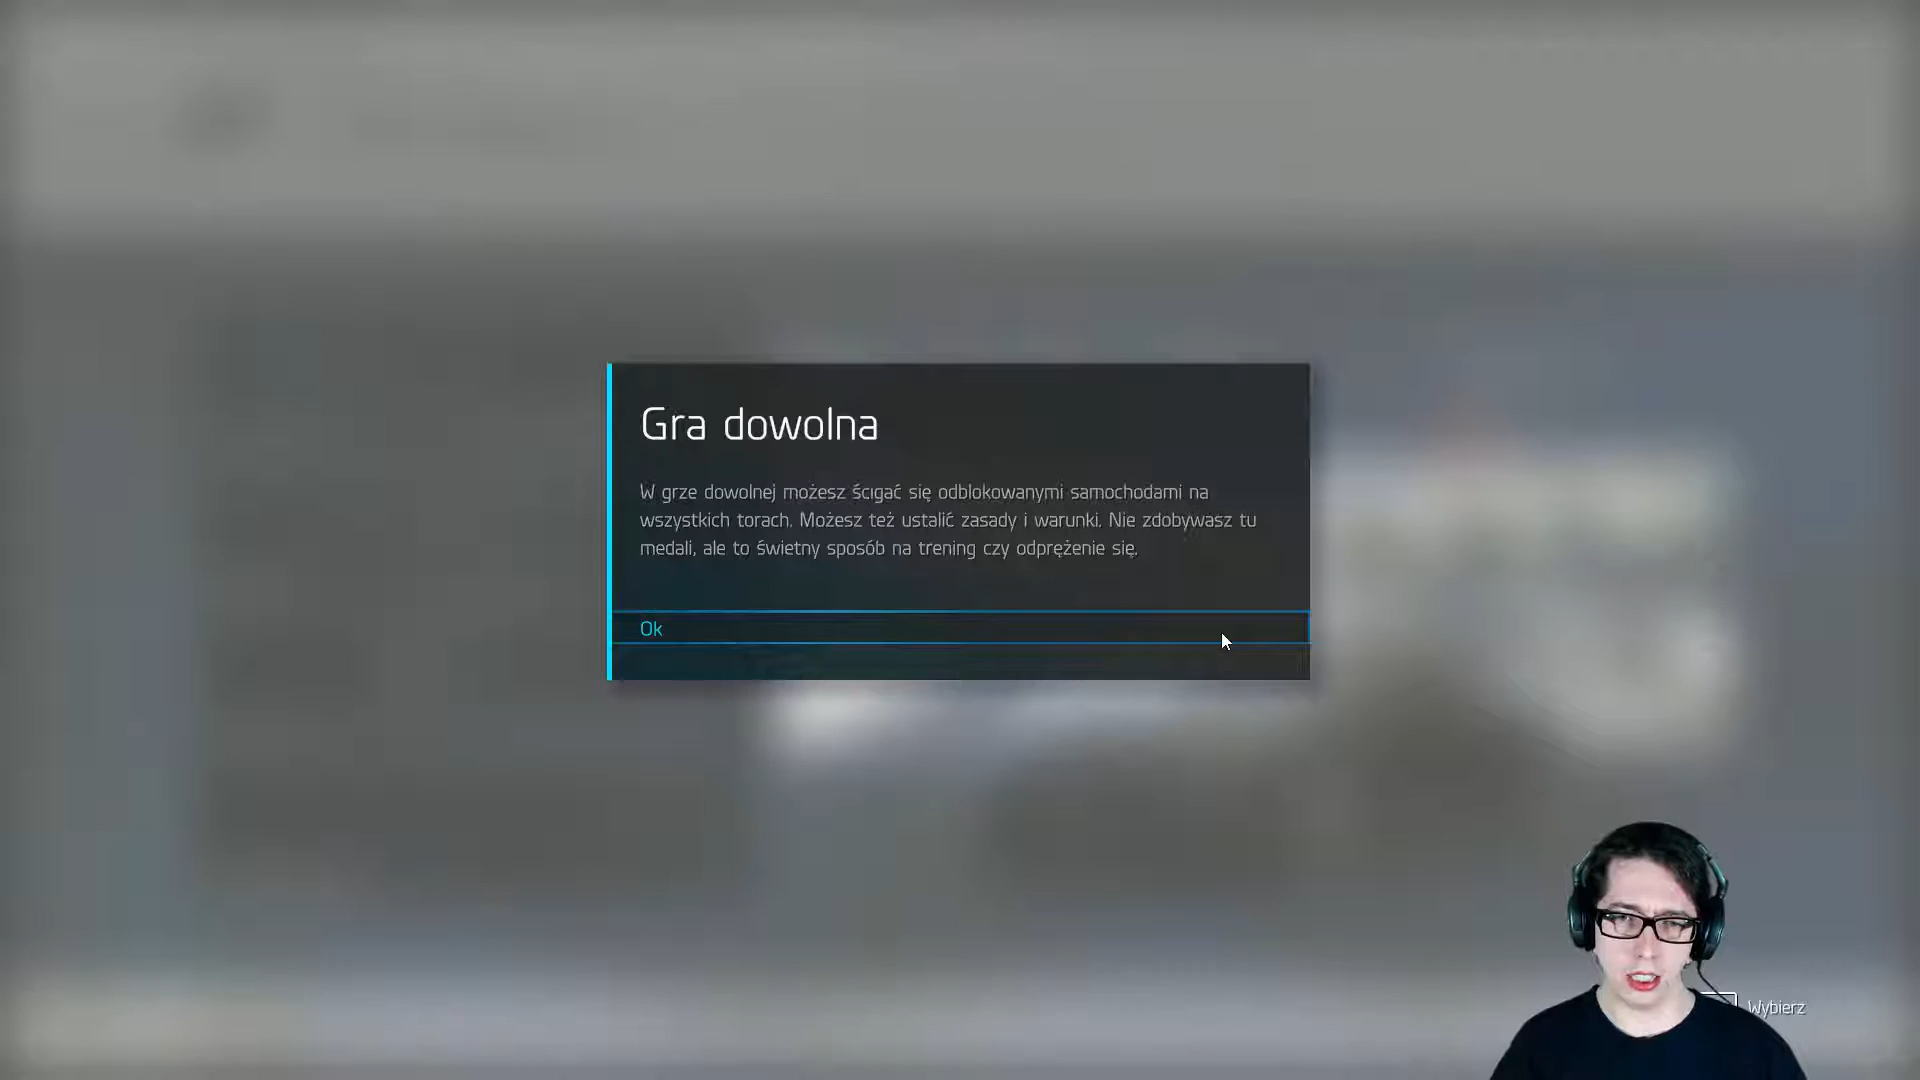 Gra dowolna
W grze dowolnej możesz ścigać się odblokowanymi samochodami na
wszystkich torach. Możesz też ustalić zasady i warunki. Nie zdobywasz tu
medali, ale to świetny sposób na trening czy odprężenie się.
Ok
Wybierz